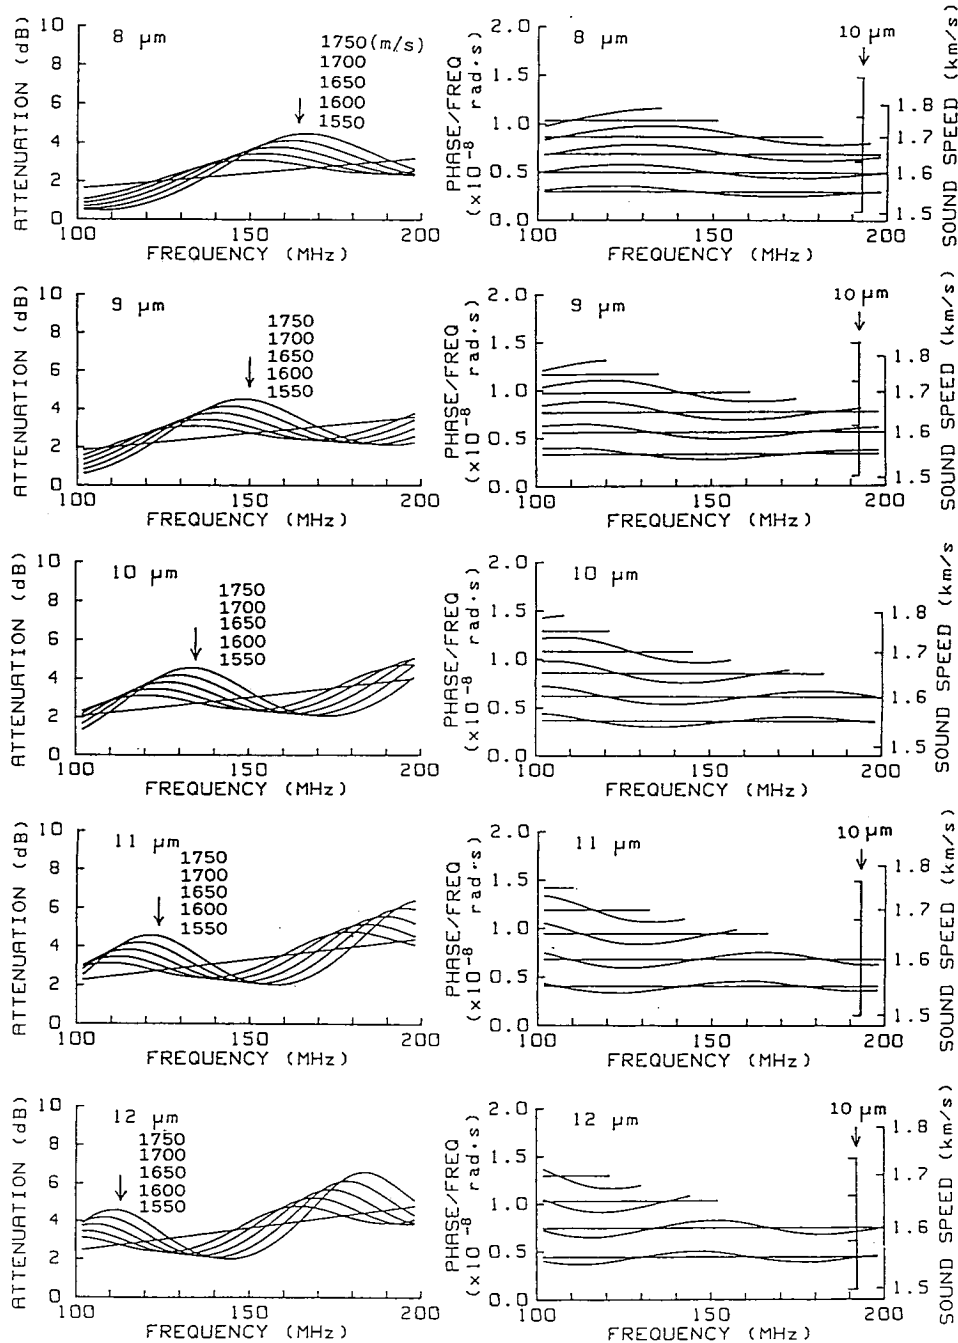 ATTENUATION (dB)
10
8
6
4
2
0
8 µm
1750(m/s)
1700
1650
1600
1550
100
150
200
FREQUENCY (MHz)
PHASE/FREQ
(x10⁻⁸ rad·s)
2.0
1.5
1.0
0.5
0.0
8 µm
10 µm
1.8
1.7
1.6
1.5
SOUND SPEED (km/s)
100
150
200
FREQUENCY (MHz)
ATTENUATION (dB)
10
8
6
4
2
0
9 µm
1750
1700
1650
1600
1550
100
150
200
FREQUENCY (MHz)
PHASE/FREQ
(x10⁻⁸ rad·s)
2.0
1.5
1.0
0.5
0.0
9 µm
10 µm
1.8
1.7
1.6
1.5
SOUND SPEED (km/s)
100
150
200
FREQUENCY (MHz)
ATTENUATION (dB)
10
8
6
4
2
0
10 µm
1750
1700
1650
1600
1550
100
150
200
FREQUENCY (MHz)
PHASE/FREQ
(x10⁻⁸ rad·s)
2.0
1.5
1.0
0.5
0.0
10 µm
1.8
1.7
1.6
1.5
SOUND SPEED (km/s)
100
150
200
FREQUENCY (MHz)
ATTENUATION (dB)
10
8
6
4
2
0
11 µm
1750
1700
1650
1600
1550
100
150
200
FREQUENCY (MHz)
PHASE/FREQ
(x10⁻⁸ rad·s)
2.0
1.5
1.0
0.5
0.0
11 µm
10 µm
1.8
1.7
1.6
1.5
SOUND SPEED (km/s)
100
150
200
FREQUENCY (MHz)
ATTENUATION (dB)
10
8
6
4
2
0
12 µm
1750
1700
1650
1600
1550
100
150
200
FREQUENCY (MHz)
PHASE/FREQ
(x10⁻⁸ rad·s)
2.0
1.5
1.0
0.5
0.0
12 µm
10 µm
1.8
1.7
1.6
1.5
SOUND SPEED (km/s)
100
150
200
FREQUENCY (MHz)